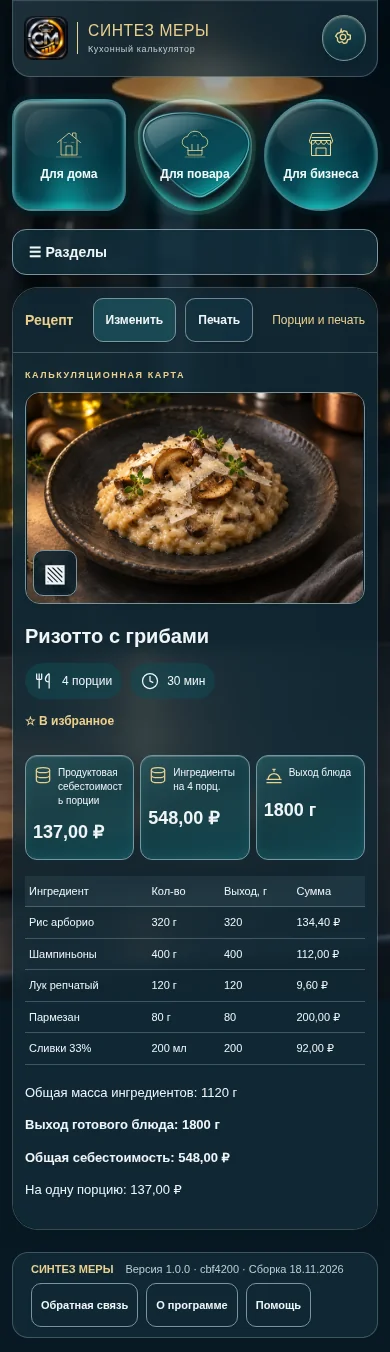 СМ
СИНТЕЗ МЕРЫ
Кухонный калькулятор
Для дома Для повара Для бизнеса
☰ Разделы
Рецепт Изменить Печать Порции и печать
КАЛЬКУЛЯЦИОННАЯ КАРТА
Ризотто с грибами
4 порции 30 мин
☆ В избранное
Продуктовая
себестоимост
ь порции
137,00 ₽
Ингредиенты
на 4 порц.
548,00 ₽
Выход блюда
1800 г
Ингредиент Кол-во Выход, г Сумма
Рис арборио 320 г 320 134,40 ₽
Шампиньоны 400 г 400 112,00 ₽
Лук репчатый 120 г 120 9,60 ₽
Пармезан 80 г 80 200,00 ₽
Сливки 33% 200 мл 200 92,00 ₽
Общая масса ингредиентов: 1120 г
Выход готового блюда: 1800 г
Общая себестоимость: 548,00 ₽
На одну порцию: 137,00 ₽
СИНТЕЗ МЕРЫ Версия 1.0.0 · cbf4200 · Сборка 18.11.2026
Обратная связь О программе Помощь